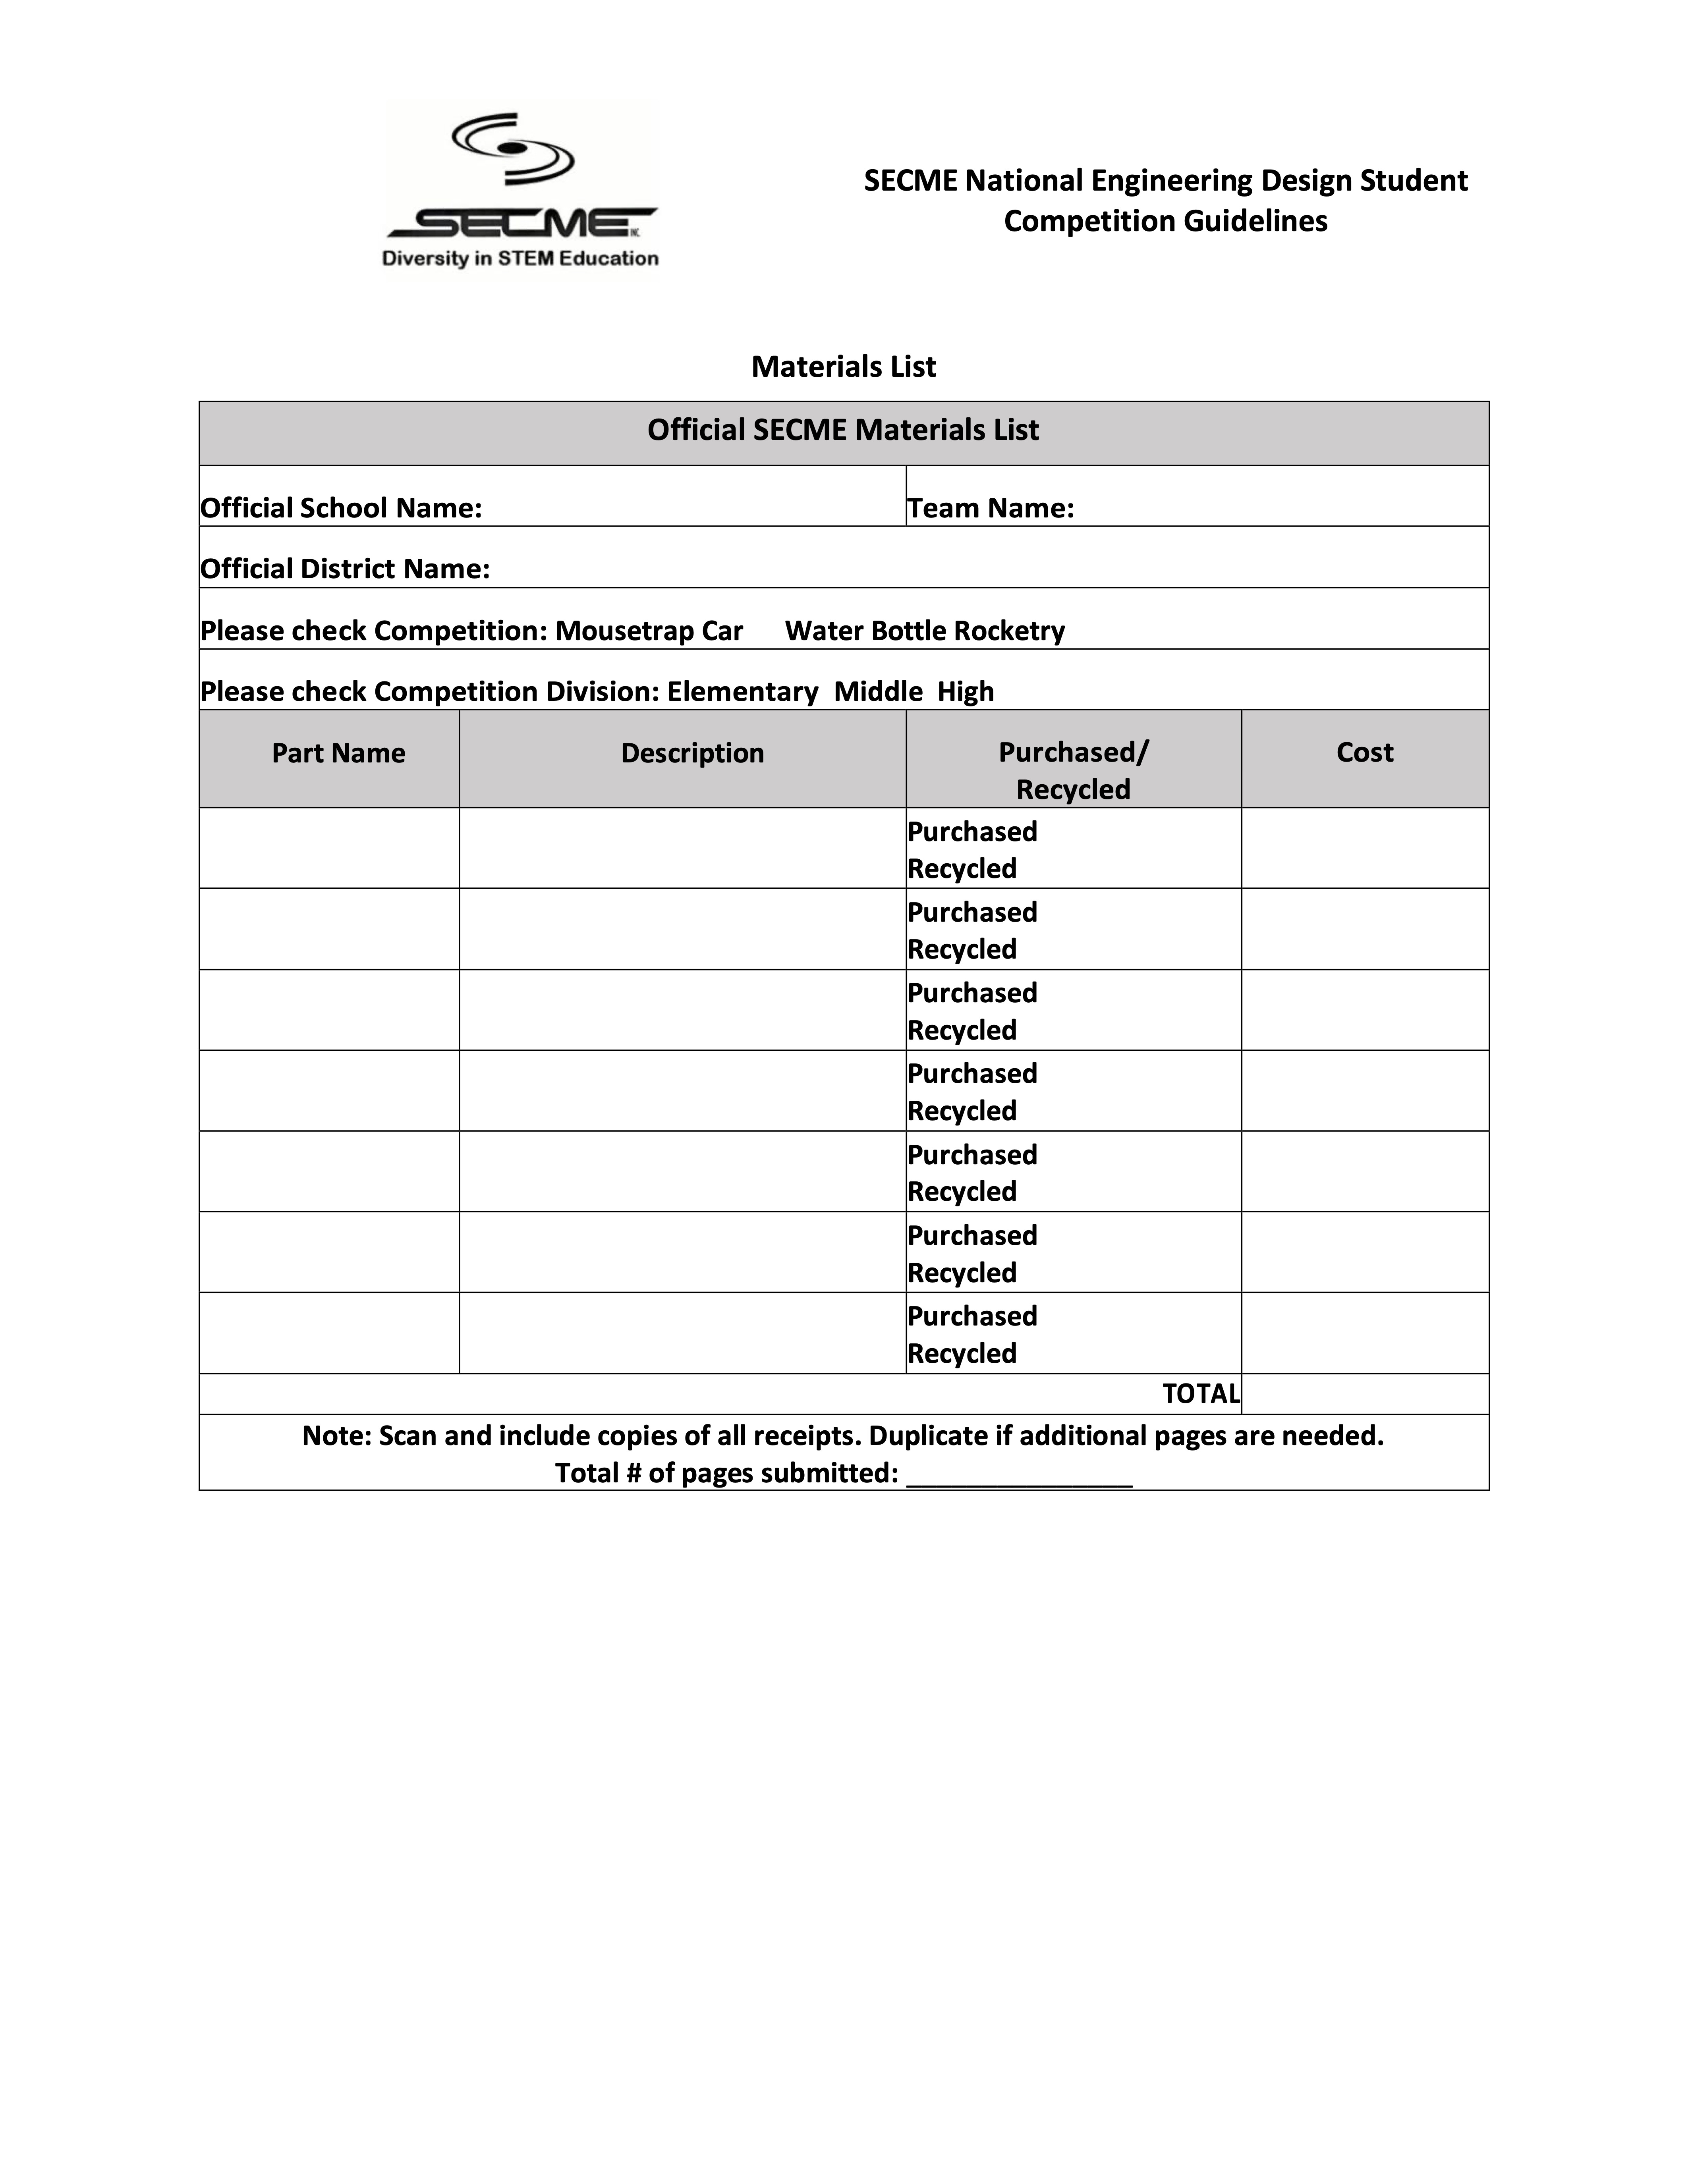 SECME INC.
Diversity in STEM Education
SECME National Engineering Design Student
Competition Guidelines
Materials List
Official SECME Materials List
Official School Name: Team Name:
Official District Name:
Please check Competition: Mousetrap Car Water Bottle Rocketry
Please check Competition Division: Elementary Middle High
Part Name Description Purchased/ Cost
Recycled
Purchased
Recycled
Purchased
Recycled
Purchased
Recycled
Purchased
Recycled
Purchased
Recycled
Purchased
Recycled
Purchased
Recycled
TOTAL
Note: Scan and include copies of all receipts. Duplicate if additional pages are needed.
Total # of pages submitted: _______________